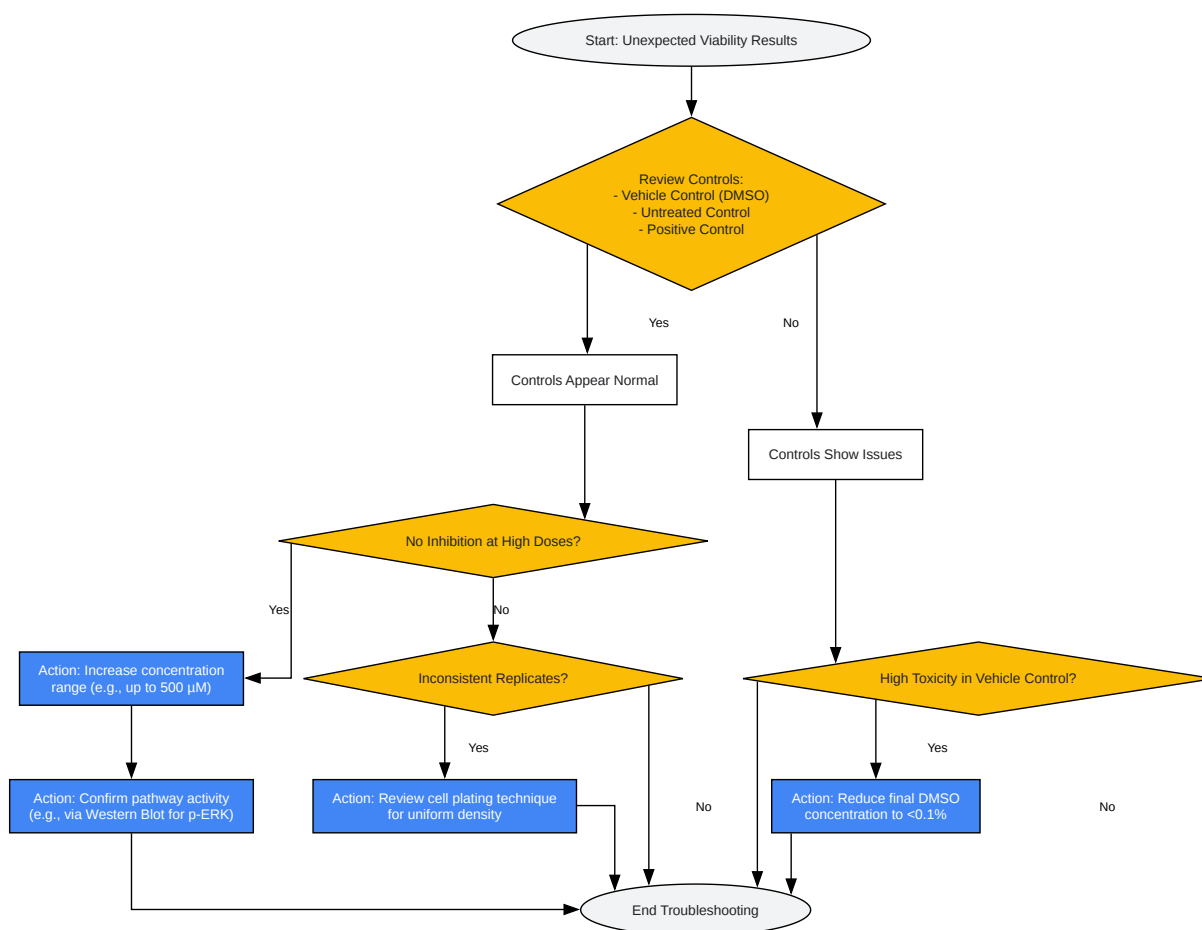 Start: Unexpected Viability Results
Review Controls:
- Vehicle Control (DMSO)
- Untreated Control
- Positive Control
Yes
No
Controls Appear Normal
Controls Show Issues
No Inhibition at High Doses?
Yes
No
Action: Increase concentration
range (e.g., up to 500 µM)
Inconsistent Replicates?
High Toxicity in Vehicle Control?
Yes
Yes
Action: Confirm pathway activity
(e.g., via Western Blot for p-ERK)
Action: Review cell plating technique
for uniform density
No
Action: Reduce final DMSO
concentration to <0.1%
No
End Troubleshooting